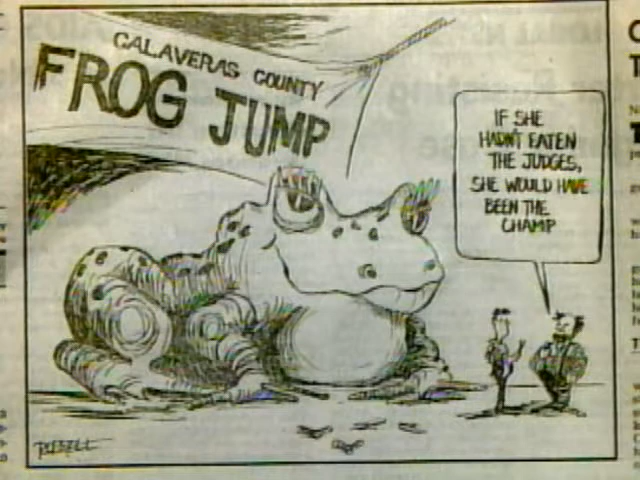 CALAVERAS COUNTY
FROG JUMP
IF SHE
HADN'T EATEN
THE JUDGES,
SHE WOULD HAVE
BEEN THE
CHAMP